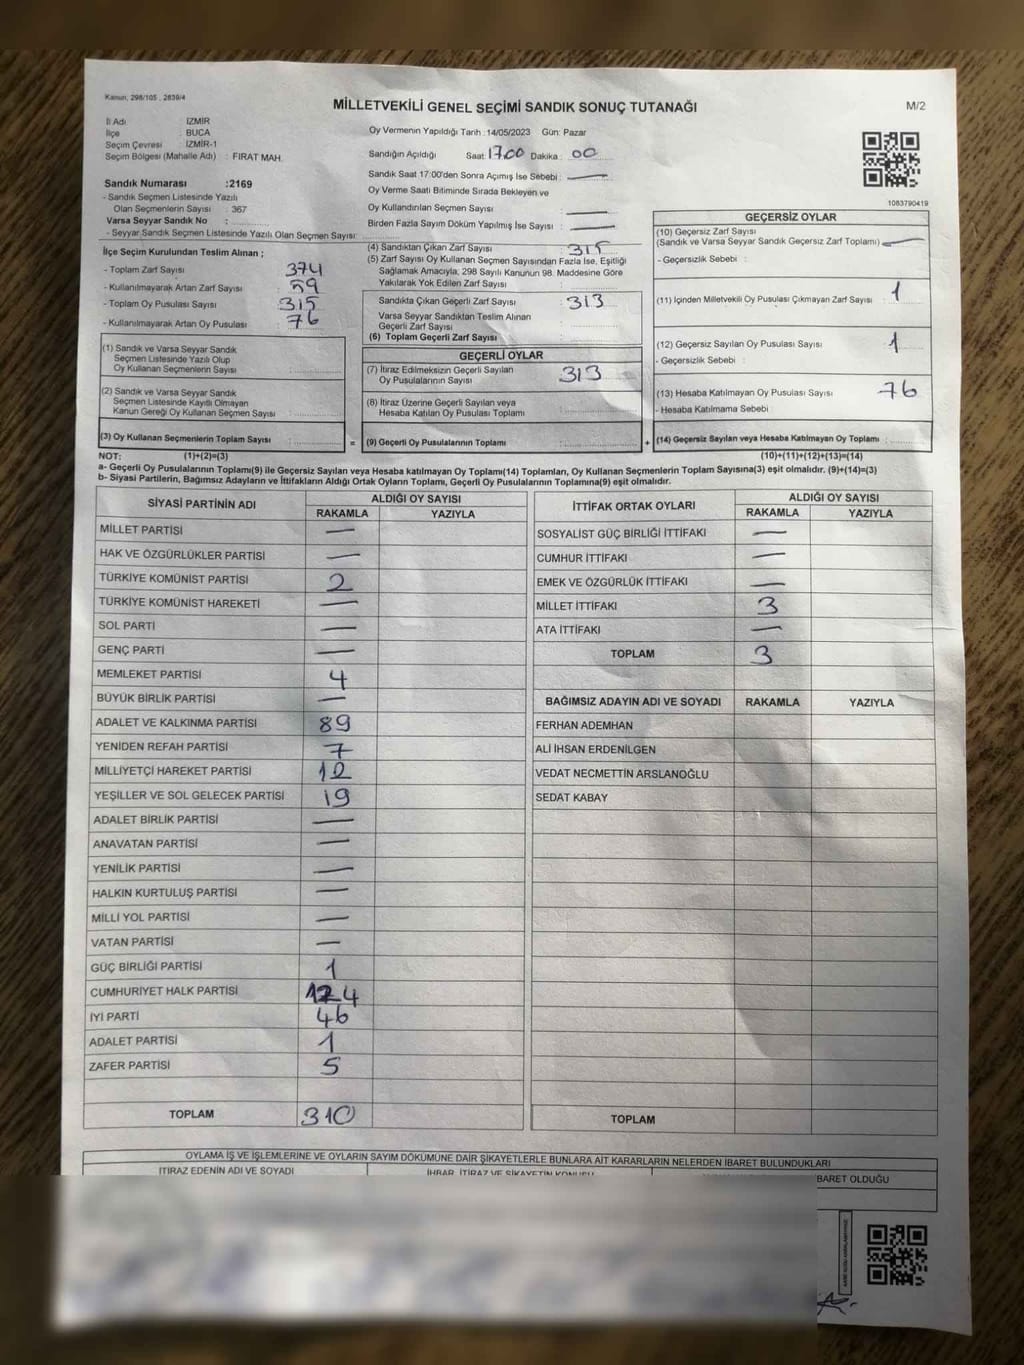 Kanun, 298/105 . 2839/4
MİLLETVEKİLİ GENEL SEÇİMİ SANDIK SONUÇ TUTANAĞI
M/2
İl Adı : İZMİR
İlçe : BUCA
Seçim Çevresi : İZMİR-1
Seçim Bölgesi (Mahalle Adı) : FIRAT MAH.
Sandık Numarası :2169
- Sandık Seçmen Listesinde Yazılı
Olan Seçmenlerin Sayısı : 367
Varsa Seyyar Sandık No :
- Seyyar Sandık Seçmen Listesinde Yazılı Olan Seçmen Sayısı:
İlçe Seçim Kurulundan Teslim Alınan ;
- Toplam Zarf Sayısı : 374
- Kullanılmayarak Artan Zarf Sayısı : 59
- Toplam Oy Pusulası Sayısı : 315
- Kullanılmayarak Artan Oy Pusulası : 76
(1) Sandık ve Varsa Seyyar Sandık
Seçmen Listesinde Yazılı Olup
Oy Kullanan Seçmenlerin Sayısı :
(2) Sandık ve Varsa Seyyar Sandık
Seçmen Listesinde Kayıtlı Olmayan
Kanun Gereği Oy Kullanan Seçmen Sayısı :
(3) Oy Kullanan Seçmenlerin Toplam Sayısı :
Oy Vermenin Yapıldığı Tarih :14/05/2023 Gün: Pazar
Sandığın Açıldığı Saat: 17.00 Dakika : 00
Sandık Saat 17:00'den Sonra Açımış İse Sebebi : —
Oy Verme Saati Bitiminde Sırada Bekleyen ve
Oy Kullandırılan Seçmen Sayısı : —
Birden Fazla Sayım Döküm Yapılmış İse Sayısı : —
(4) Sandıktan Çıkan Zarf Sayısı : 315
(5) Zarf Sayısı Oy Kullanan Seçmen Sayısından Fazla İse, Eşitliği
Sağlamak Amacıyla; 298 Sayılı Kanunun 98. Maddesine Göre
Yakılarak Yok Edilen Zarf Sayısı :
Sandıkta Çıkan Geçerli Zarf Sayısı : 313
Varsa Seyyar Sandıktan Teslim Alınan
Geçerli Zarf Sayısı :
(6) Toplam Geçerli Zarf Sayısı :
GEÇERLİ OYLAR
(7) İtiraz Edilmeksizin Geçerli Sayılan
Oy Pusulalarının Sayısı : 313
(8) İtiraz Üzerine Geçerli Sayılan veya
Hesaba Katılan Oy Pusulası Toplamı :
= (9) Geçerli Oy Pusulalarının Toplamı :
1083790419
GEÇERSİZ OYLAR
(10) Geçersiz Zarf Sayısı
(Sandık ve Varsa Seyyar Sandık Geçersiz Zarf Toplamı) : —
- Geçersizlik Sebebi :
(11) İçinden Milletvekili Oy Pusulası Çıkmayan Zarf Sayısı : 1
(12) Geçersiz Sayılan Oy Pusulası Sayısı : 1
- Geçersizlik Sebebi :
(13) Hesaba Katılmayan Oy Pusulası Sayısı : 76
- Hesaba Katılmama Sebebi :
+ (14) Geçersiz Sayılan veya Hesaba Katılmayan Oy Toplamı :
NOT: (1)+(2)=(3) (10)+(11)+(12)+(13)=(14)
a- Geçerli Oy Pusulalarının Toplamı(9) ile Geçersiz Sayılan veya Hesaba katılmayan Oy Toplamı(14) Toplamları, Oy Kullanan Seçmenlerin Toplam Sayısına(3) eşit olmalıdır. (9)+(14)=(3)
b- Siyasi Partilerin, Bağımsız Adayların ve İttifakların Aldığı Ortak Oyların Toplamı, Geçerli Oy Pusulalarının Toplamına(9) eşit olmalıdır.
SİYASİ PARTİNİN ADI ALDIĞI OY SAYISI
RAKAMLA YAZIYLA
MİLLET PARTİSİ —
HAK VE ÖZGÜRLÜKLER PARTİSİ —
TÜRKİYE KOMÜNİST PARTİSİ 2
TÜRKİYE KOMÜNİST HAREKETİ —
SOL PARTİ —
GENÇ PARTİ —
MEMLEKET PARTİSİ 4
BÜYÜK BİRLİK PARTİSİ —
ADALET VE KALKINMA PARTİSİ 89
YENİDEN REFAH PARTİSİ 7
MİLLİYETÇİ HAREKET PARTİSİ 12
YEŞİLLER VE SOL GELECEK PARTİSİ 19
ADALET BİRLİK PARTİSİ —
ANAVATAN PARTİSİ —
YENİLİK PARTİSİ —
HALKIN KURTULUŞ PARTİSİ —
MİLLİ YOL PARTİSİ —
VATAN PARTİSİ —
GÜÇ BİRLİĞİ PARTİSİ 1
CUMHURİYET HALK PARTİSİ 124
İYİ PARTİ 46
ADALET PARTİSİ 1
ZAFER PARTİSİ 5
TOPLAM 310
İTTİFAK ORTAK OYLARI ALDIĞI OY SAYISI
RAKAMLA YAZIYLA
SOSYALİST GÜÇ BİRLİĞİ İTTİFAKI —
CUMHUR İTTİFAKI —
EMEK VE ÖZGÜRLÜK İTTİFAKI —
MİLLET İTTİFAKI 3
ATA İTTİFAKI —
TOPLAM 3
BAĞIMSIZ ADAYIN ADI VE SOYADI RAKAMLA YAZIYLA
FERHAN ADEMHAN
ALİ İHSAN ERDENİLGEN
VEDAT NECMETTİN ARSLANOĞLU
SEDAT KABAY
TOPLAM
OYLAMA İŞ VE İŞLEMLERİNE VE OYLARIN SAYIM DÖKÜMÜNE DAİR ŞİKAYETLERLE BUNLARA AİT KARARLARIN NELERDEN İBARET BULUNDUKLARI
İTİRAZ EDENİN ADI VE SOYADI İHBAR, İTİRAZ VE ŞİKAYETİN KONUSU BARET OLDUĞU